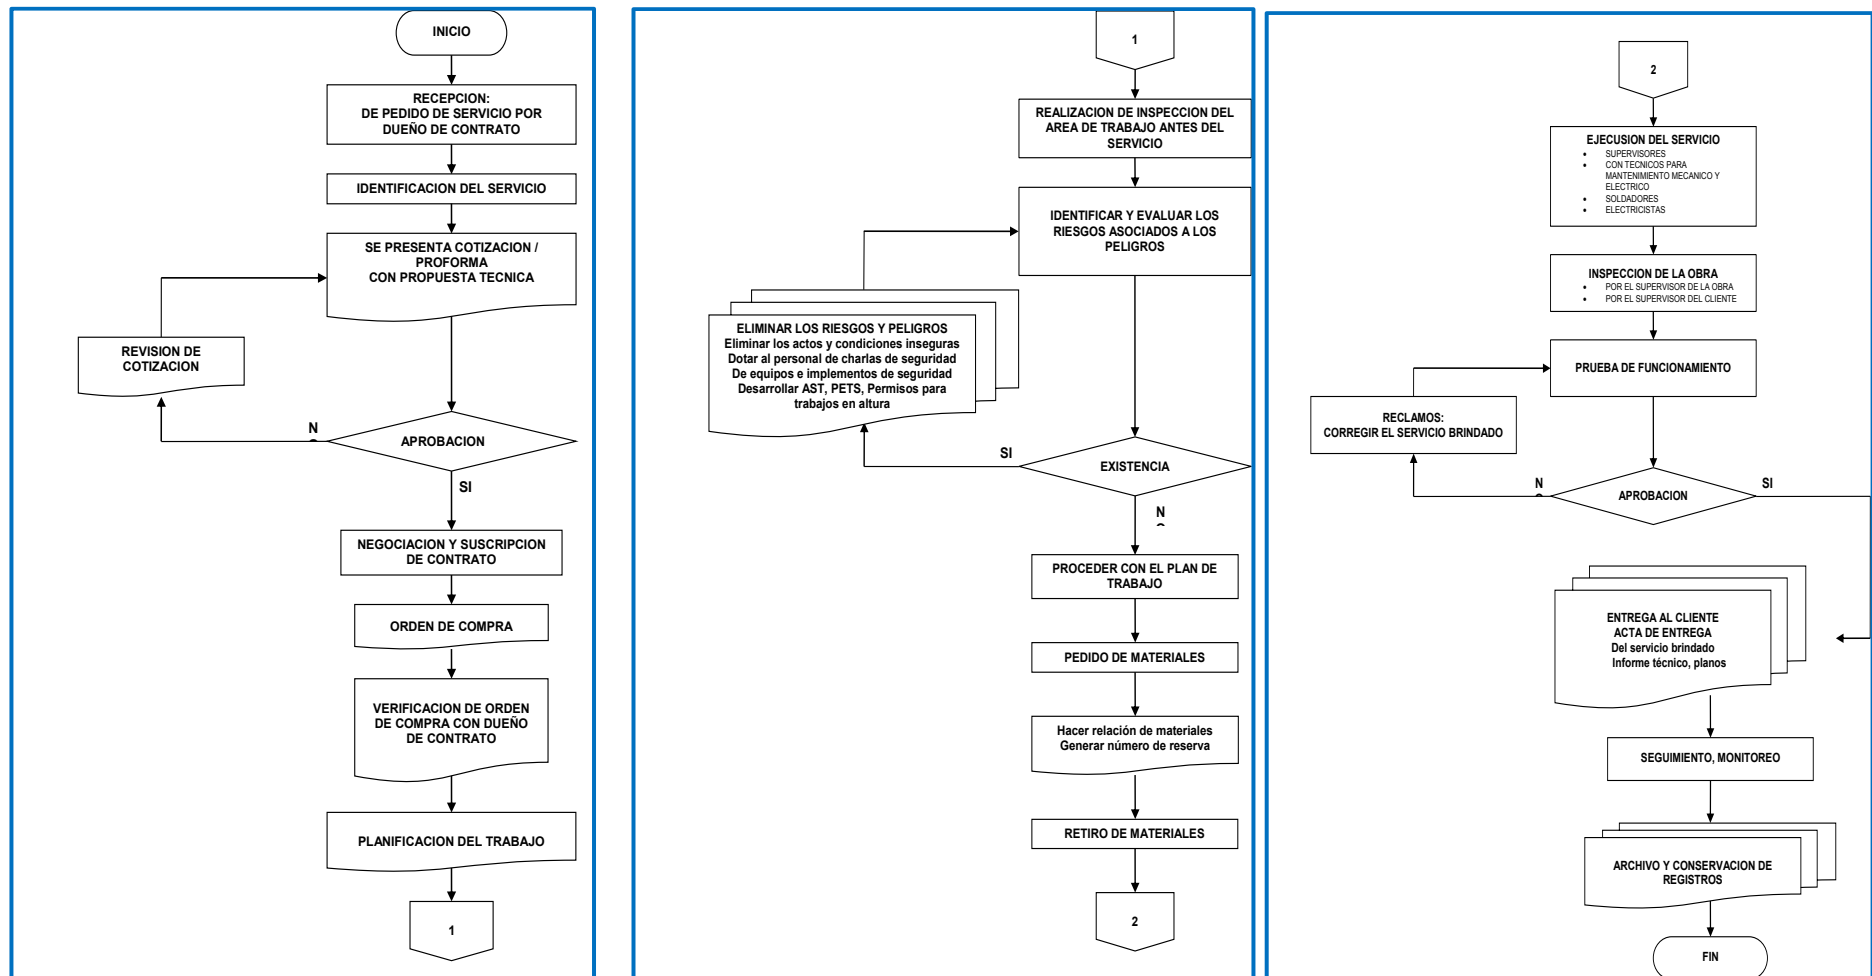 INICIO
RECEPCION:
DE PEDIDO DE SERVICIO POR
DUEÑO DE CONTRATO
IDENTIFICACION DEL SERVICIO
SE PRESENTA COTIZACION /
PROFORMA
CON PROPUESTA TECNICA
REVISION DE
COTIZACION
N
APROBACION
SI
NEGOCIACION Y SUSCRIPCION
DE CONTRATO
ORDEN DE COMPRA
VERIFICACION DE ORDEN
DE COMPRA CON DUEÑO
DE CONTRATO
PLANIFICACION DEL TRABAJO
1
1
REALIZACION DE INSPECCION DEL
AREA DE TRABAJO ANTES DEL
SERVICIO
IDENTIFICAR Y EVALUAR LOS
RIESGOS ASOCIADOS A LOS
PELIGROS
ELIMINAR LOS RIESGOS Y PELIGROS
Eliminar los actos y condiciones inseguras
Dotar al personal de charlas de seguridad
De equipos e implementos de seguridad
Desarrollar AST, PETS, Permisos para
trabajos en altura
SI
EXISTENCIA
N
PROCEDER CON EL PLAN DE
TRABAJO
PEDIDO DE MATERIALES
Hacer relación de materiales
Generar número de reserva
RETIRO DE MATERIALES
2
2
EJECUSION DEL SERVICIO
• SUPERVISORES
• CON TECNICOS PARA
MANTENIMIENTO MECANICO Y
ELECTRICO
• SOLDADORES
• ELECTRICISTAS
INSPECCION DE LA OBRA
• POR EL SUPERVISOR DE LA OBRA
• POR EL SUPERVISOR DEL CLIENTE
PRUEBA DE FUNCIONAMIENTO
RECLAMOS:
CORREGIR EL SERVICIO BRINDADO
N
APROBACION
SI
ENTREGA AL CLIENTE
ACTA DE ENTREGA
Del servicio brindado
Informe técnico, planos
SEGUIMIENTO, MONITOREO
ARCHIVO Y CONSERVACION DE
REGISTROS
FIN